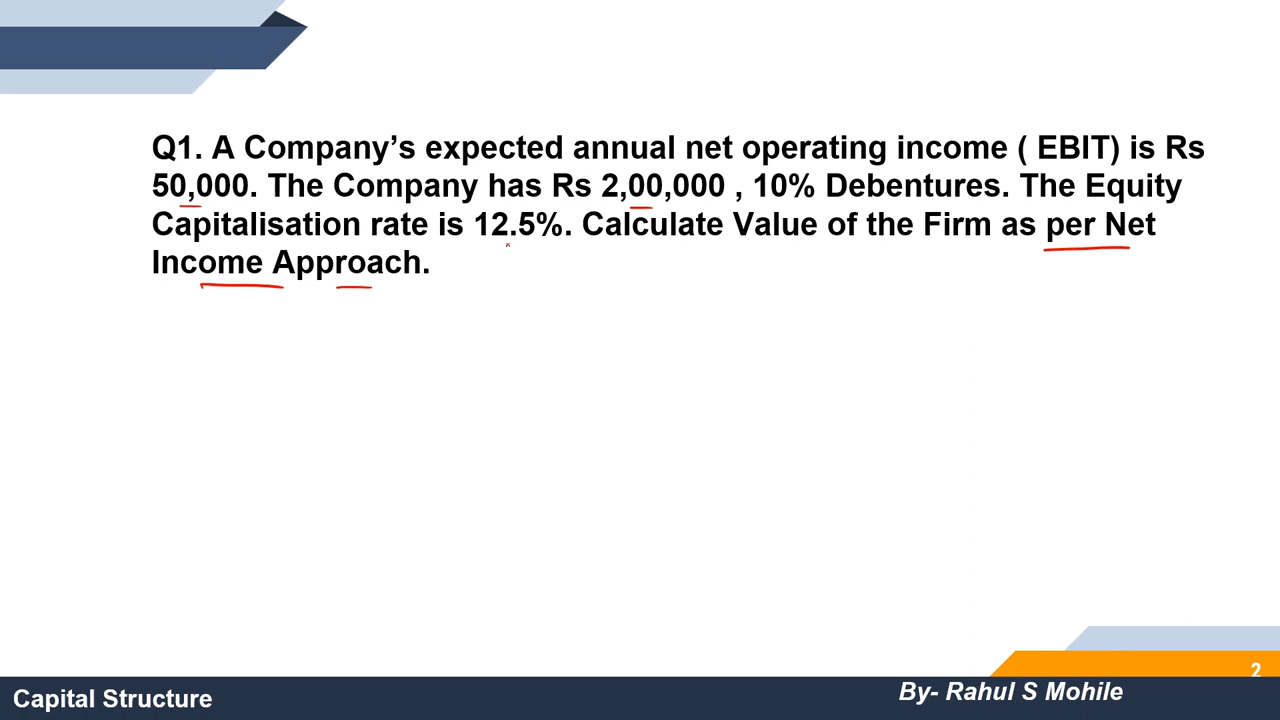 Q1. A Company’s expected annual net operating income ( EBIT) is Rs
50,000. The Company has Rs 2,00,000 , 10% Debentures. The Equity
Capitalisation rate is 12.5%. Calculate Value of the Firm as per Net
Income Approach.
2
Capital Structure
By- Rahul S Mohile